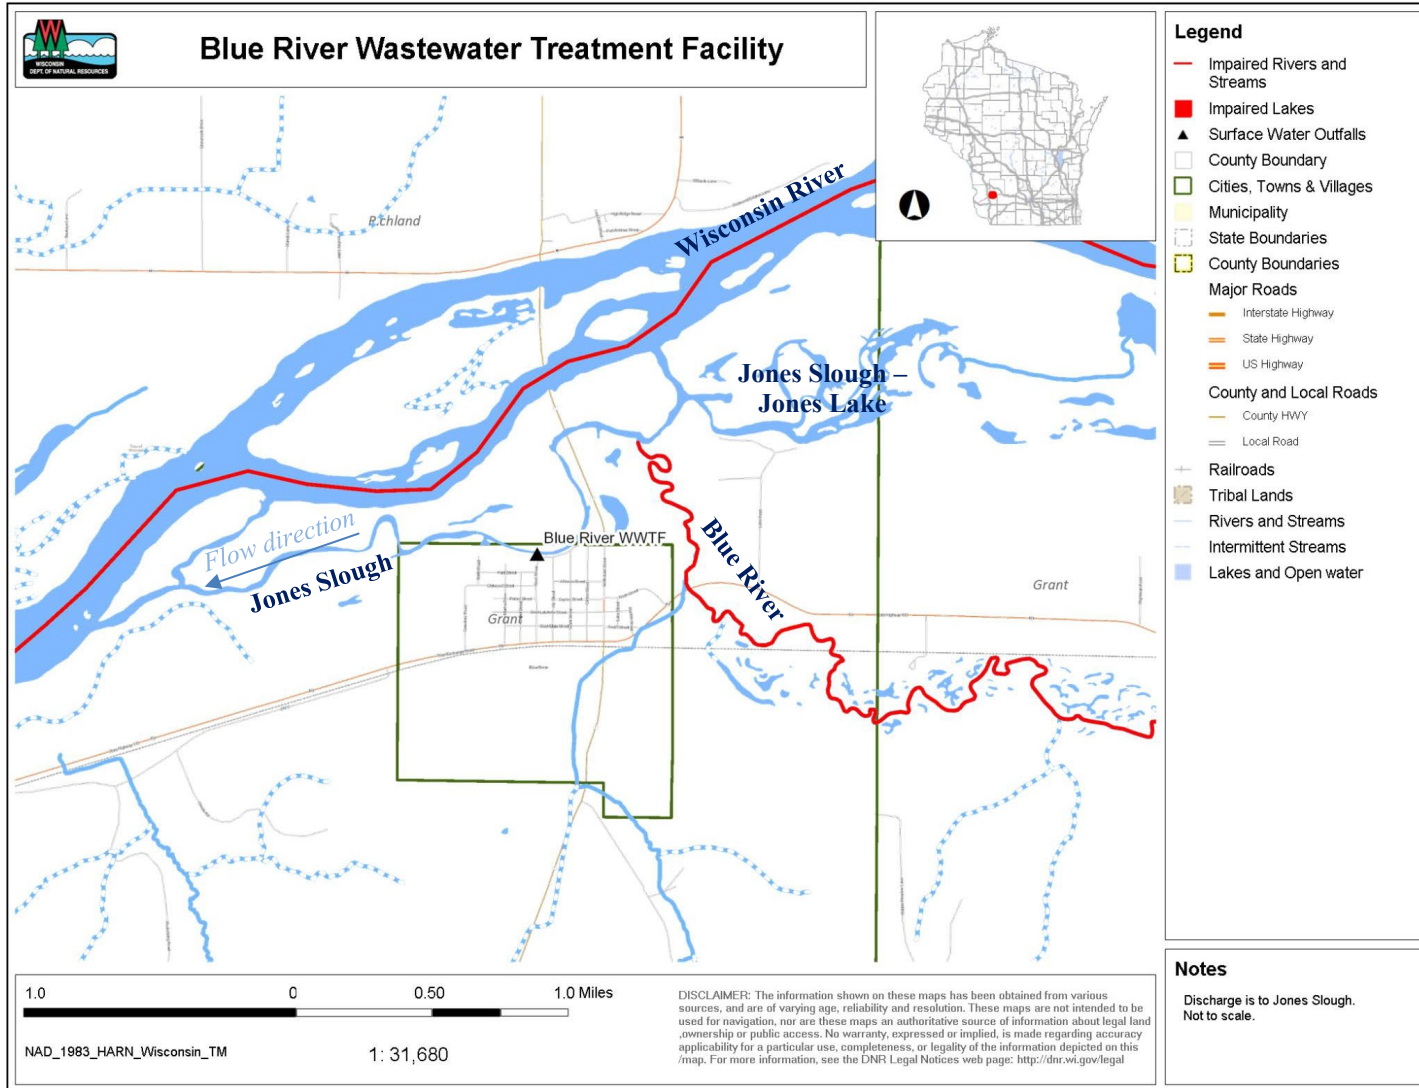 WISCONSIN
DEPT. OF NATURAL RESOURCES
Blue River Wastewater Treatment Facility
Richland
Wisconsin River
Jones Slough –
Jones Lake
Flow direction
Jones Slough
Blue River WWTF
Blue River
Grant
Grant
Legend
Impaired Rivers and
Streams
Impaired Lakes
Surface Water Outfalls
County Boundary
Cities, Towns & Villages
Municipality
State Boundaries
County Boundaries
Major Roads
Interstate Highway
State Highway
US Highway
County and Local Roads
County HWY
Local Road
Railroads
Tribal Lands
Rivers and Streams
Intermittent Streams
Lakes and Open water
Notes
Discharge is to Jones Slough.
Not to scale.
1.0 0 0.50 1.0 Miles
NAD_1983_HARN_Wisconsin_TM
1: 31,680
DISCLAIMER: The information shown on these maps has been obtained from various
sources, and are of varying age, reliability and resolution. These maps are not intended to be
used for navigation, nor are these maps an authoritative source of information about legal land
,ownership or public access. No warranty, expressed or implied, is made regarding accuracy
applicability for a particular use, completeness, or legality of the information depicted on this
/map. For more information, see the DNR Legal Notices web page: http://dnr.wi.gov/legal